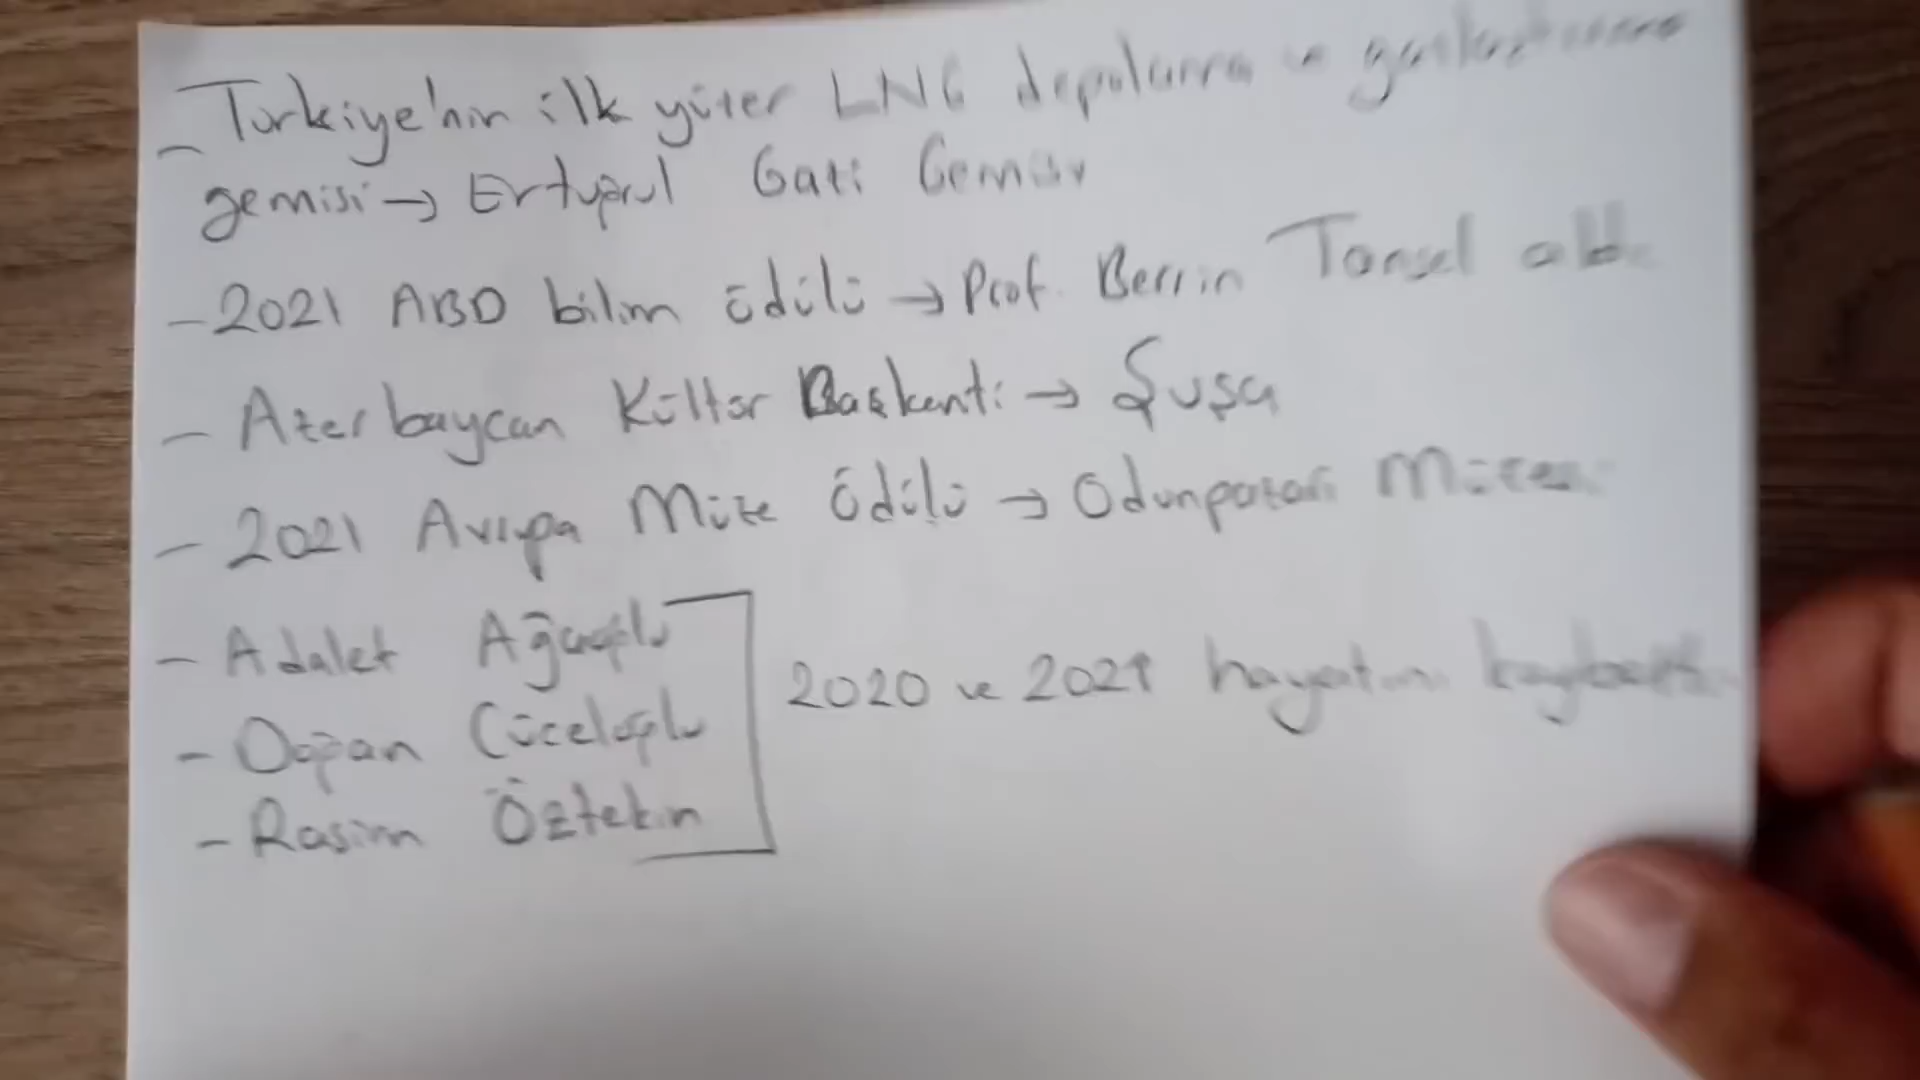 - Türkiye'nin ilk yüzer LNG depolama ve gazlaştırma
gemisi → Ertuğrul Gazi Gemisi
- 2021 ABD bilim ödülü → Prof. Berrin Tansel aldı.
- Azerbaycan Kültür Başkenti → Şuşa
- 2021 Avrupa Müze Ödülü → Odunpazarı Müzesi
- Adalet Ağaoğlu
- Doğan Cüceloğlu
2020 ve 2021 hayatını kaybetti.
- Rasim Öztekin